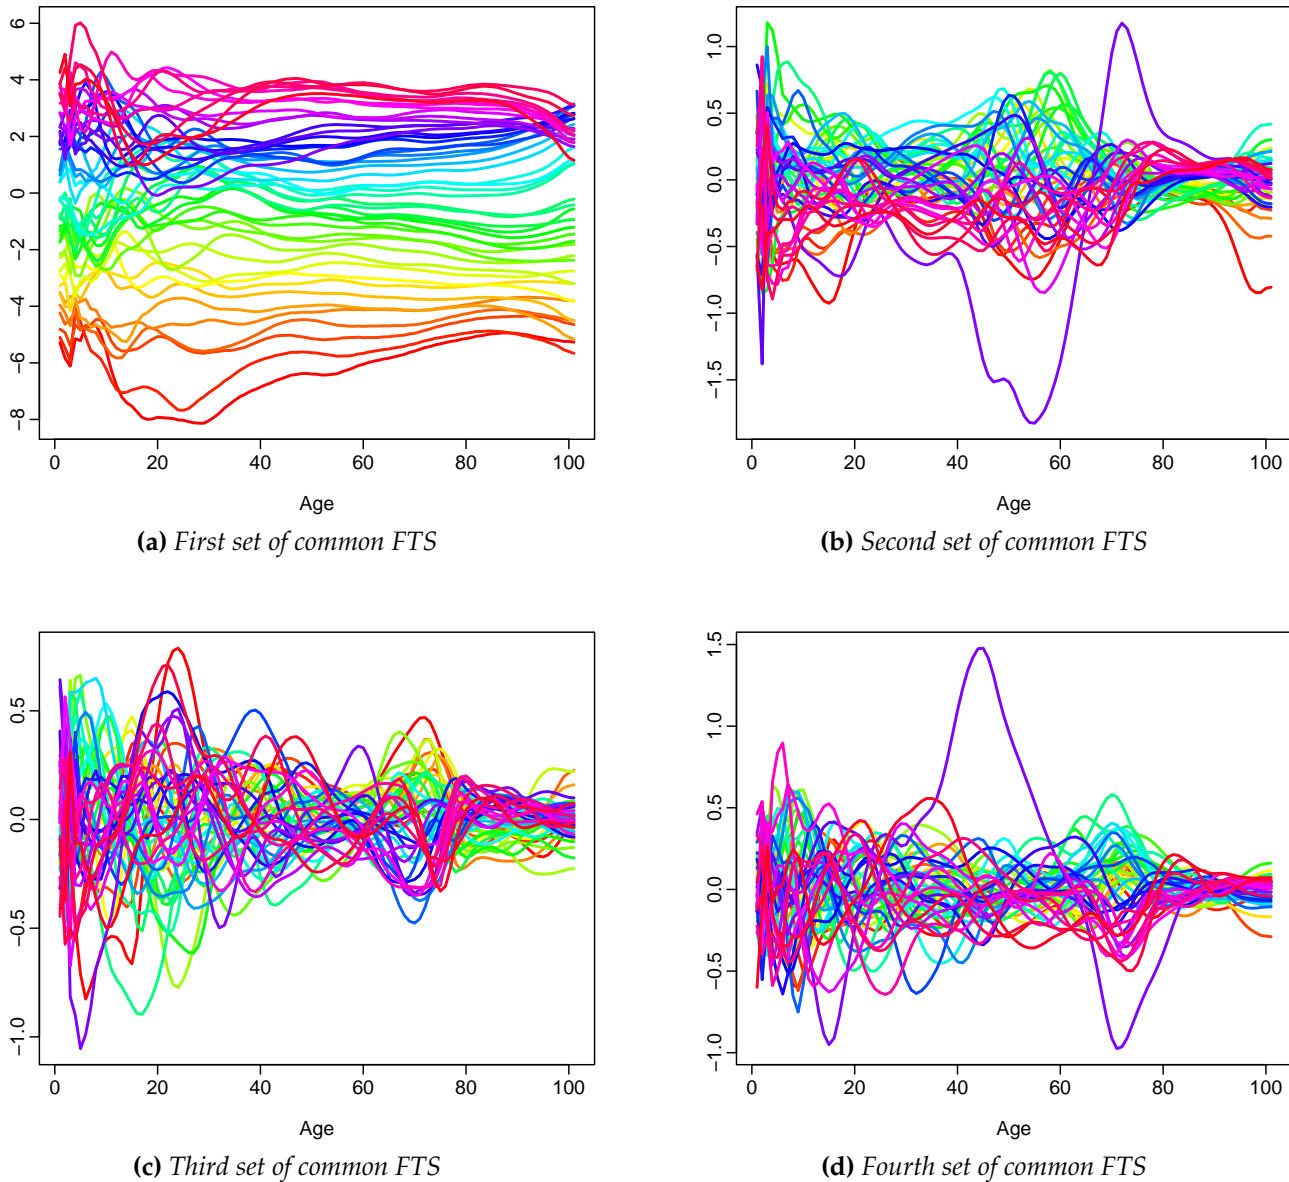 6
4
2
0
−2
−4
−6
−8
0 20 40 60 80 100
Age
(a) First set of common FTS
1.0
0.5
0.0
−0.5
−1.0
−1.5
0 20 40 60 80 100
Age
(b) Second set of common FTS
0.5
0.0
−0.5
−1.0
0 20 40 60 80 100
Age
(c) Third set of common FTS
1.5
1.0
0.5
0.0
−0.5
−1.0
0 20 40 60 80 100
Age
(d) Fourth set of common FTS